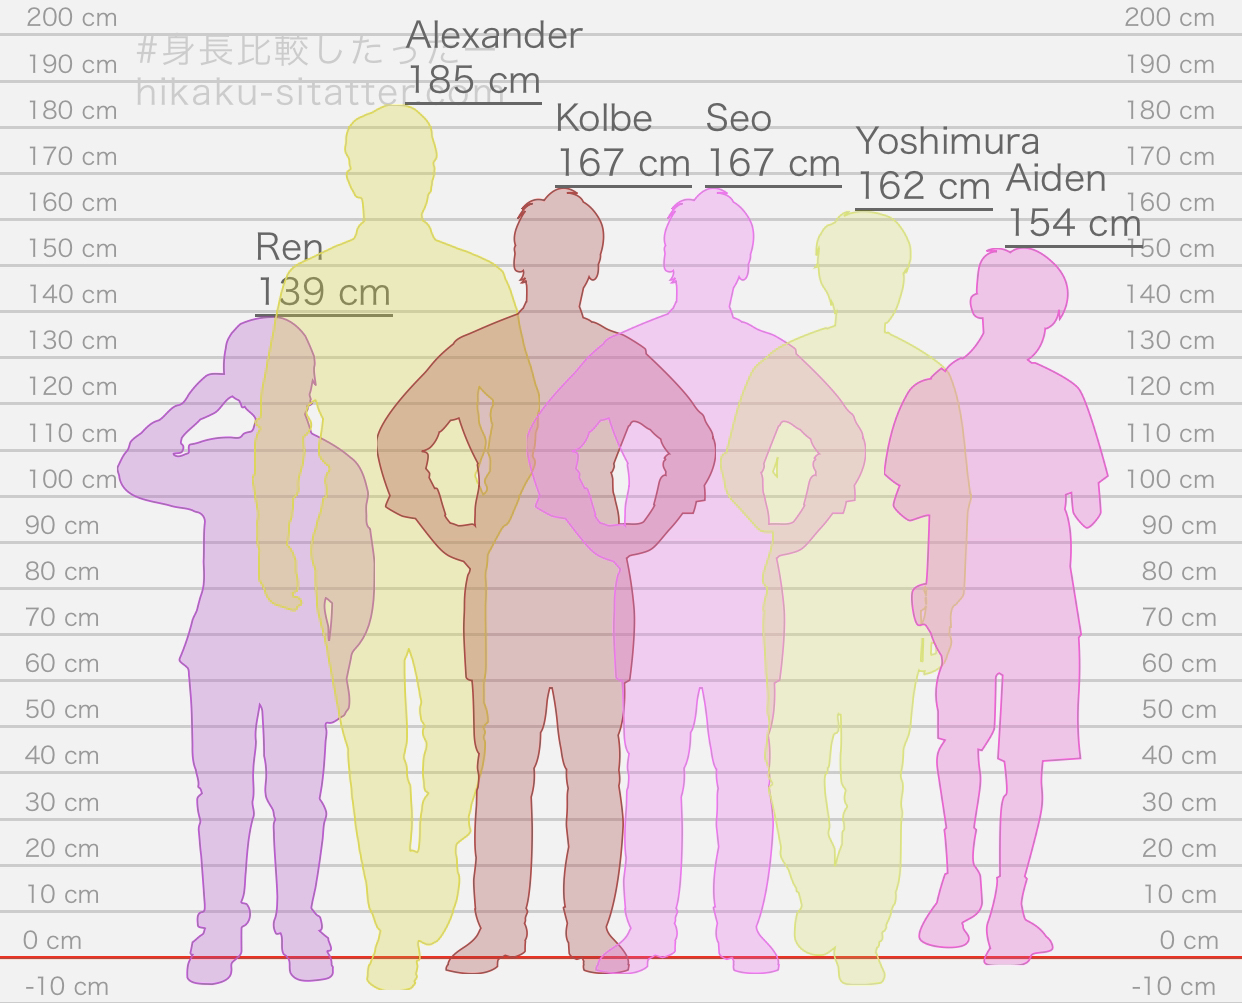 200 cm
200 cm
#身長比較したったー
Alexander
190 cm
190 cm
185 cm
hikaku-sitatter.com
180 cm
180 cm
Kolbe
Seo
Yoshimura
170 cm
170 cm
167 cm
167 cm
Aiden
162 cm
160 cm
160 cm
154 cm
Ren
150 cm
150 cm
139 cm
140 cm
140 cm
130 cm
130 cm
120 cm
120 cm
110 cm
110 cm
100 cm
100 cm
90 cm
90 cm
80 cm
80 cm
70 cm
70 cm
60 cm
60 cm
50 cm
50 cm
40 cm
40 cm
30 cm
30 cm
20 cm
20 cm
10 cm
10 cm
0 cm
0 cm
-10 cm
-10 cm